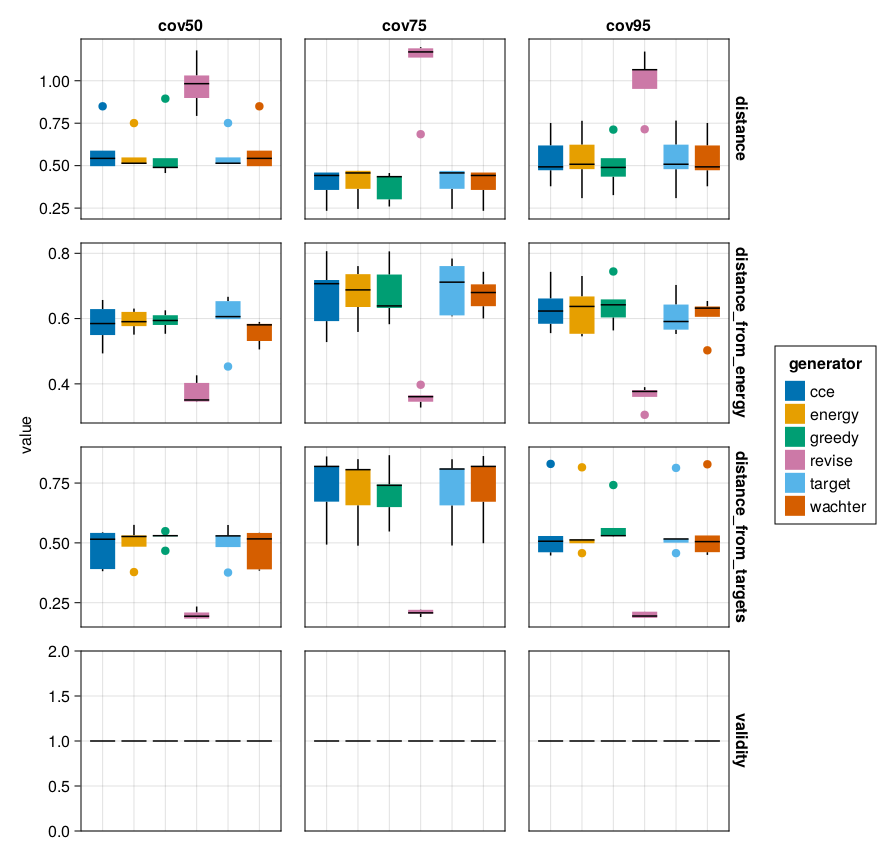 cov50 cov75 cov95
1.00
0.75
0.50
0.25
distance
0.8
0.6
0.4
distance_from_energy
value
0.75
0.50
0.25
distance_from_targets
2.0
1.5
1.0
0.5
0.0
validity
generator
cce
energy
greedy
revise
target
wachter